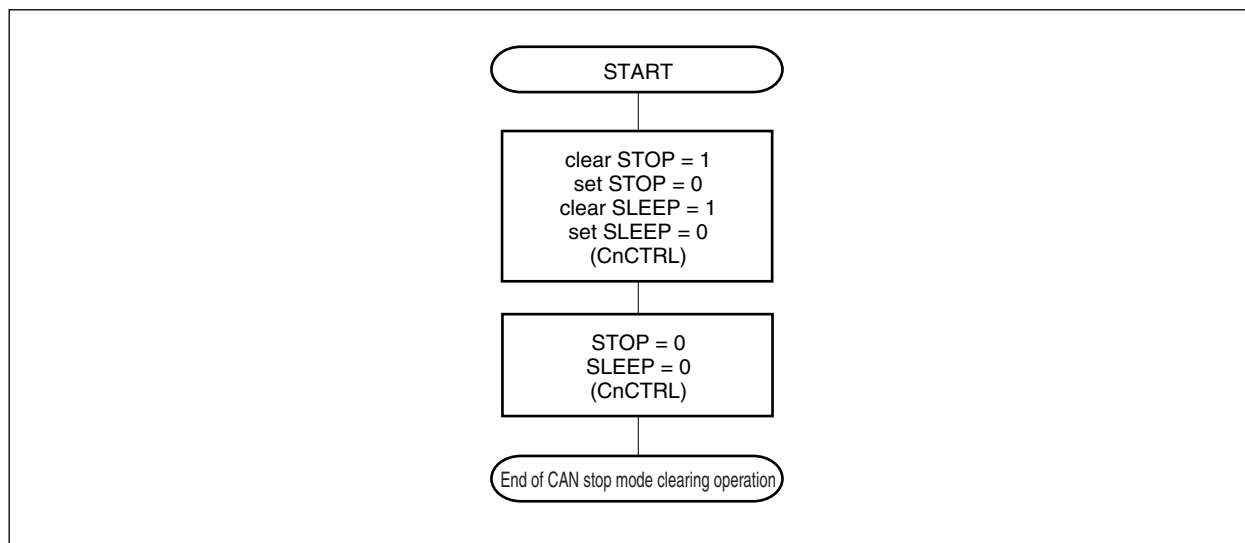 START
clear STOP = 1
set STOP = 0
clear SLEEP = 1
set SLEEP = 0
(CnCTRL)
STOP = 0
SLEEP = 0
(CnCTRL)
End of CAN stop mode clearing operation